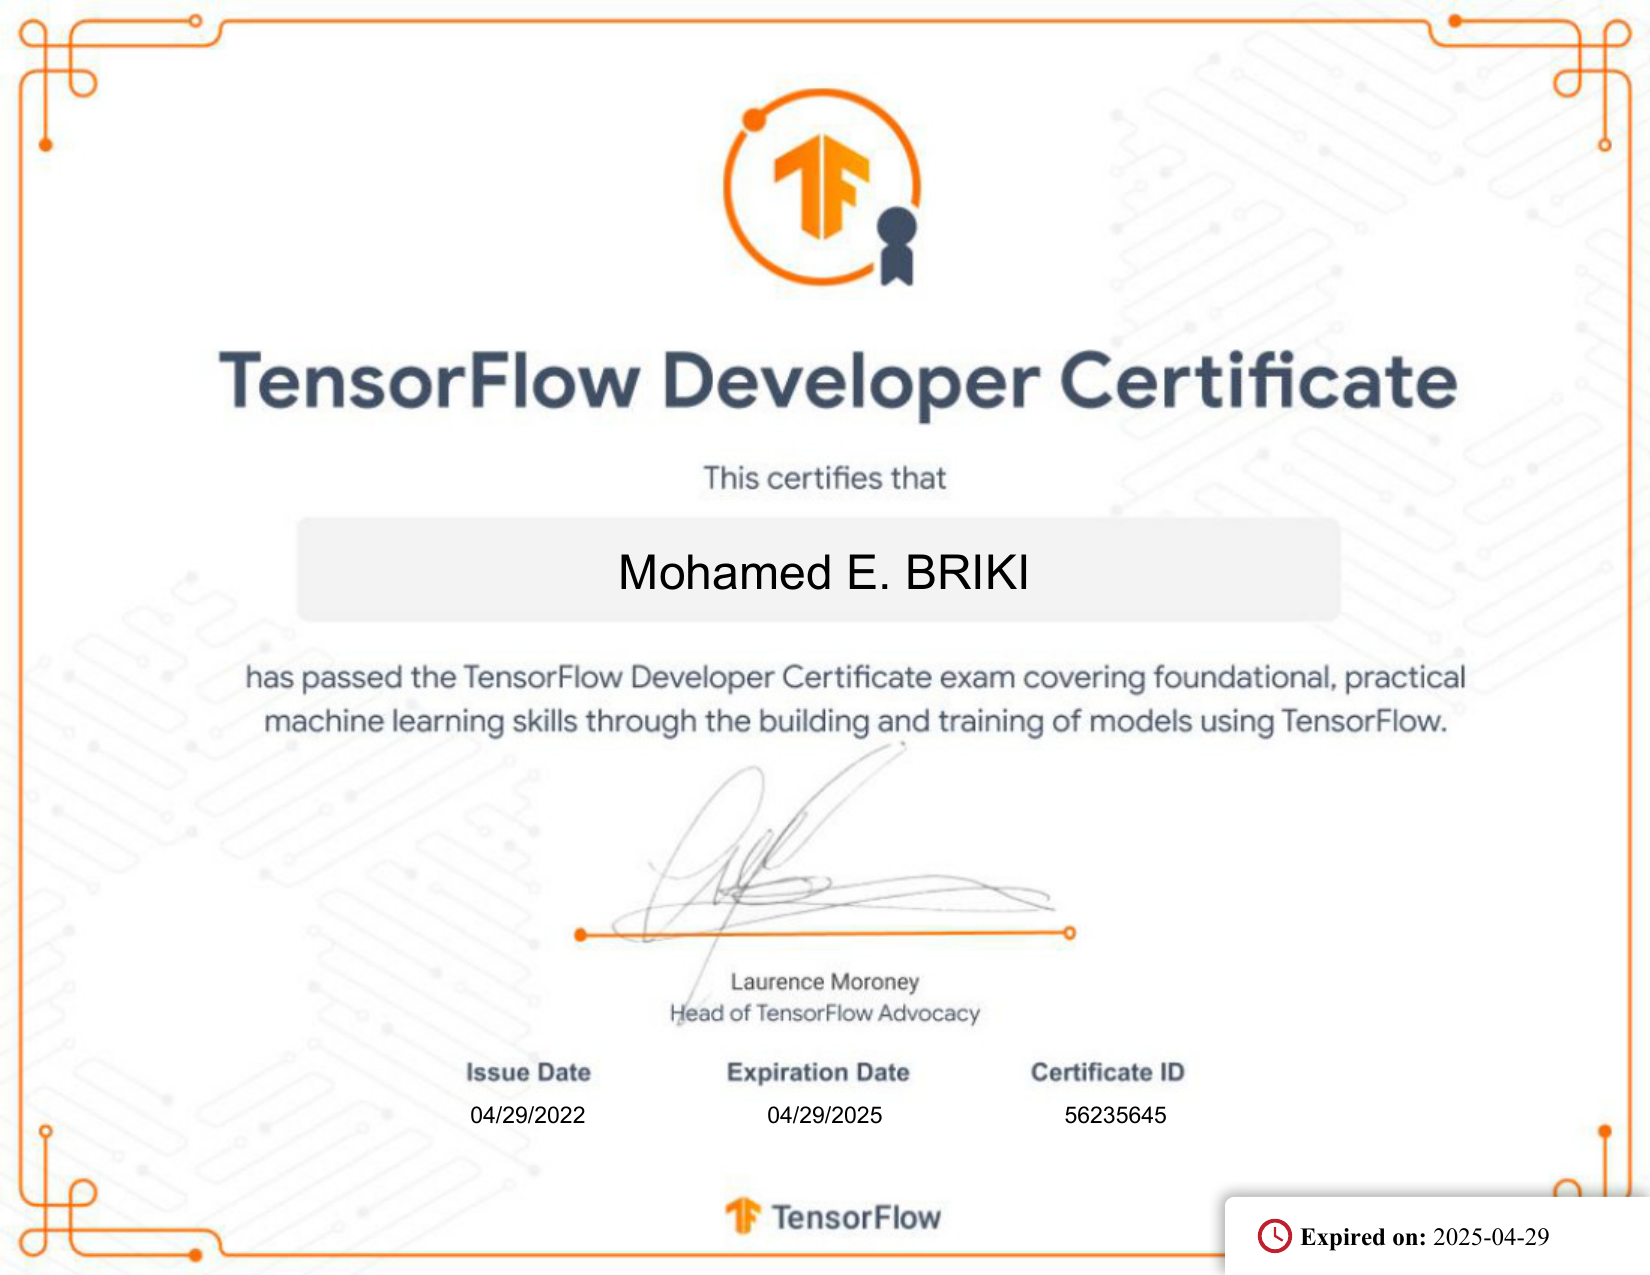 TensorFlow Developer Certificate
This certifies that
Mohamed E. BRIKI
has passed the TensorFlow Developer Certificate exam covering foundational, practical
machine learning skills through the building and training of models using TensorFlow.
Laurence Moroney
Head of TensorFlow Advocacy
Issue Date Expiration Date Certificate ID
04/29/2022 04/29/2025 56235645
TensorFlow
Expired on: 2025-04-29